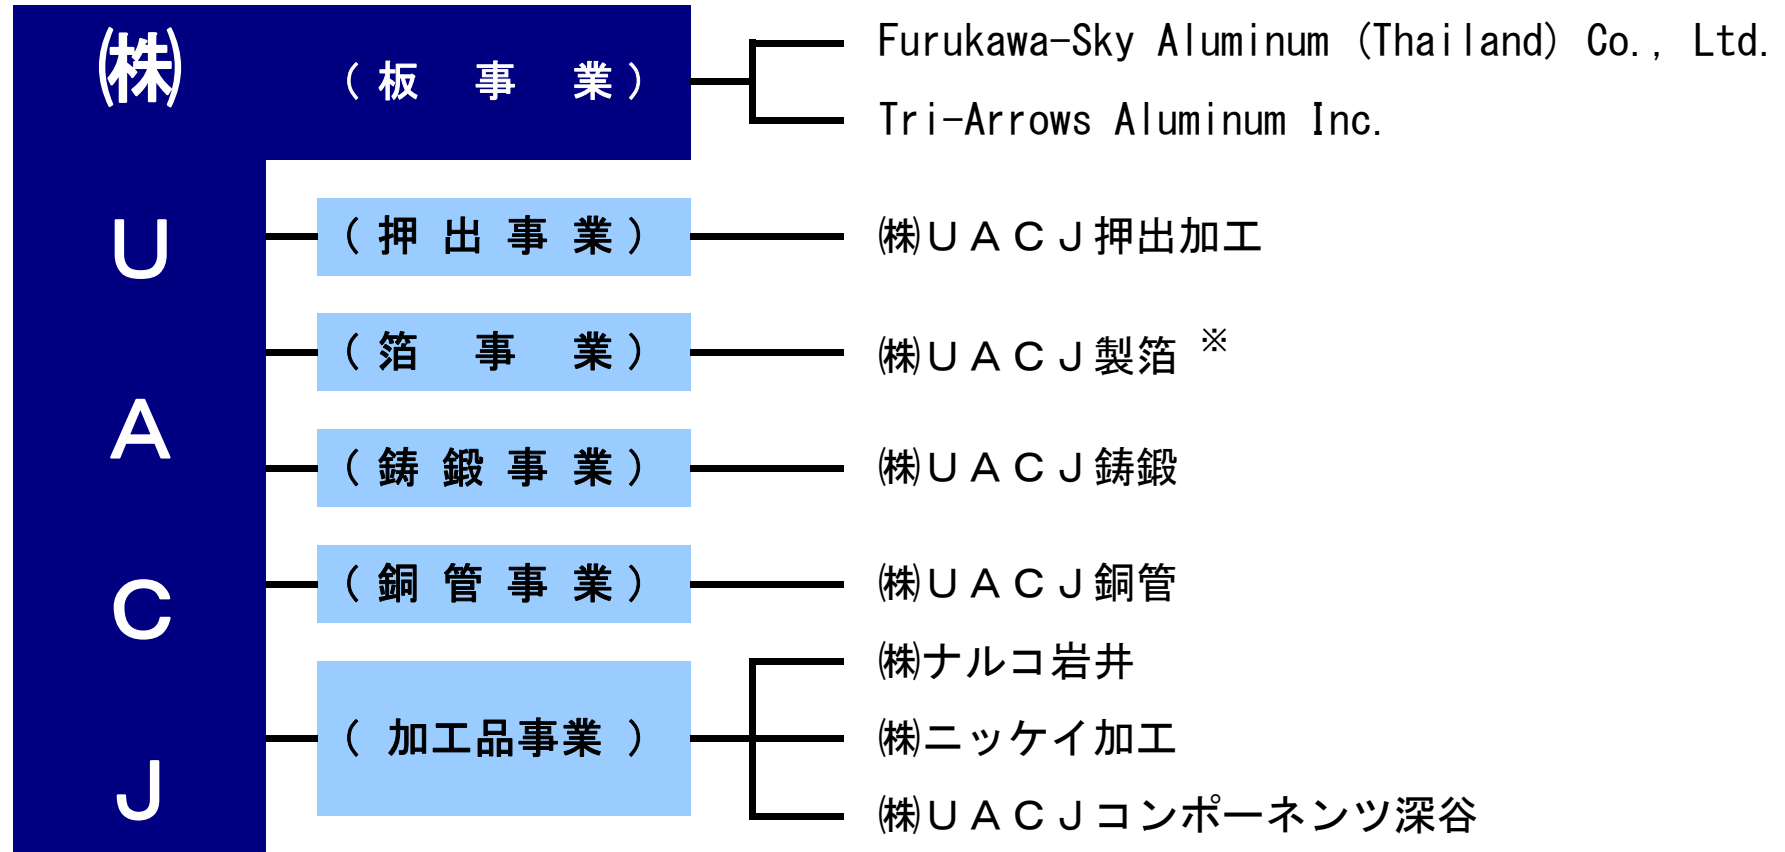 ㈱UACJ
(板事業)
Furukawa-Sky Aluminum (Thailand) Co., Ltd.
Tri-Arrows Aluminum Inc.
(押出事業)
㈱UACJ押出加工
(箔事業)
㈱UACJ製箔 ※
(鋳鍛事業)
㈱UACJ鋳鍛
(銅管事業)
㈱UACJ銅管
(加工品事業)
㈱ナルコ岩井
㈱ニッケイ加工
㈱UACJコンポーネンツ深谷